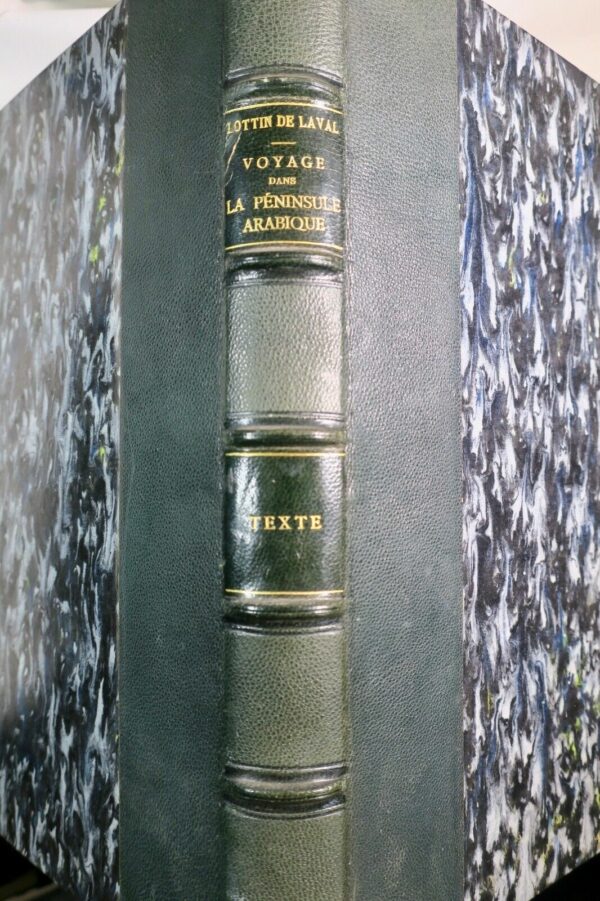 LOTTIN DE LAVAL
VOYAGE
DANS
LA PÉNINSULE
ARABIQUE
TEXTE